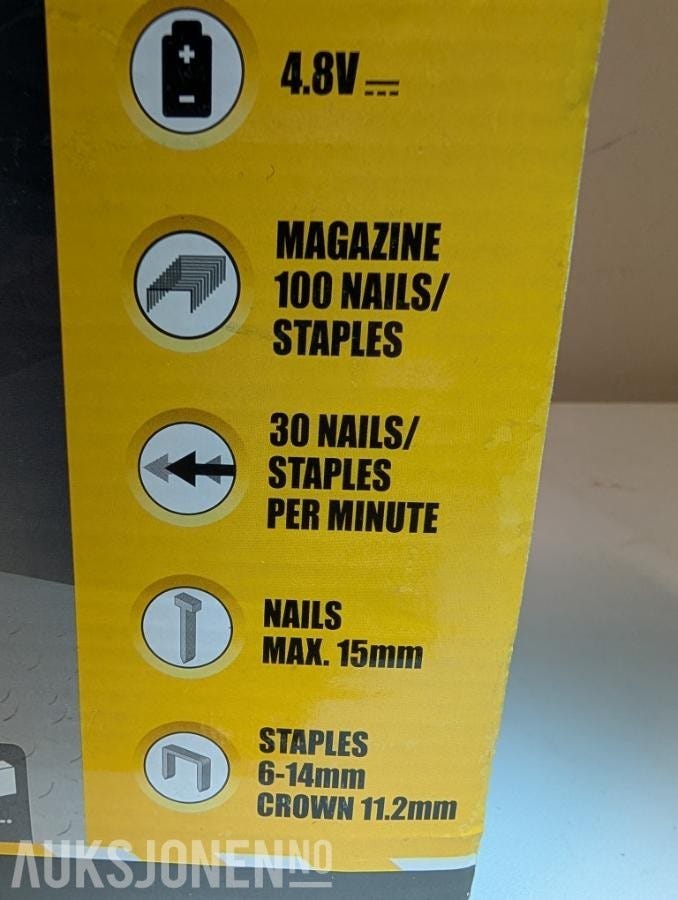 4.8V
MAGAZINE
100 NAILS/
STAPLES
30 NAILS/
STAPLES
PER MINUTE
NAILS
MAX. 15mm
STAPLES
6-14mm
CROWN 11.2mm
AUKSJONEN NO